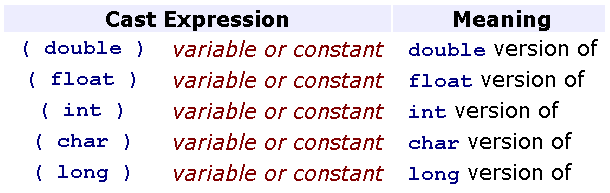 Cast Expression Meaning
( double ) variable or constant double version of
( float ) variable or constant float version of
( int ) variable or constant int version of
( char ) variable or constant char version of
( long ) variable or constant long version of